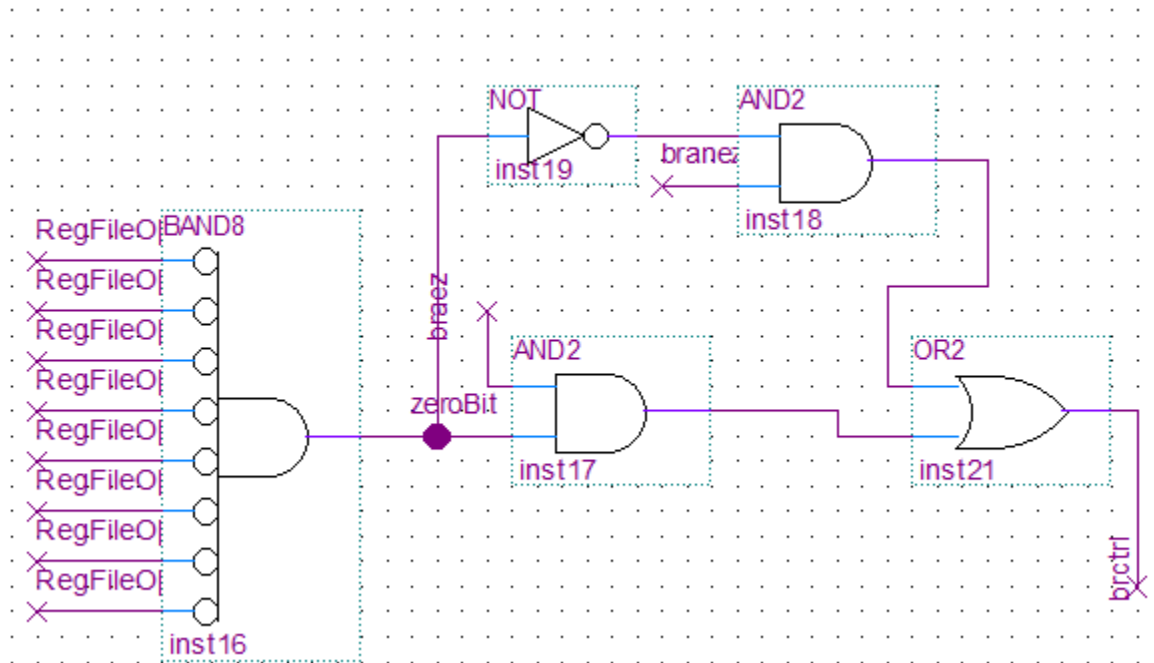 NOT
AND2
branez
inst19
inst18
RegFileO
BAND8
RegFileO
RegFileO
RegFileO
RegFileO
RegFileO
RegFileO
RegFileO
braez
AND2
OR2
zeroBit
inst17
inst21
brctrl
inst16